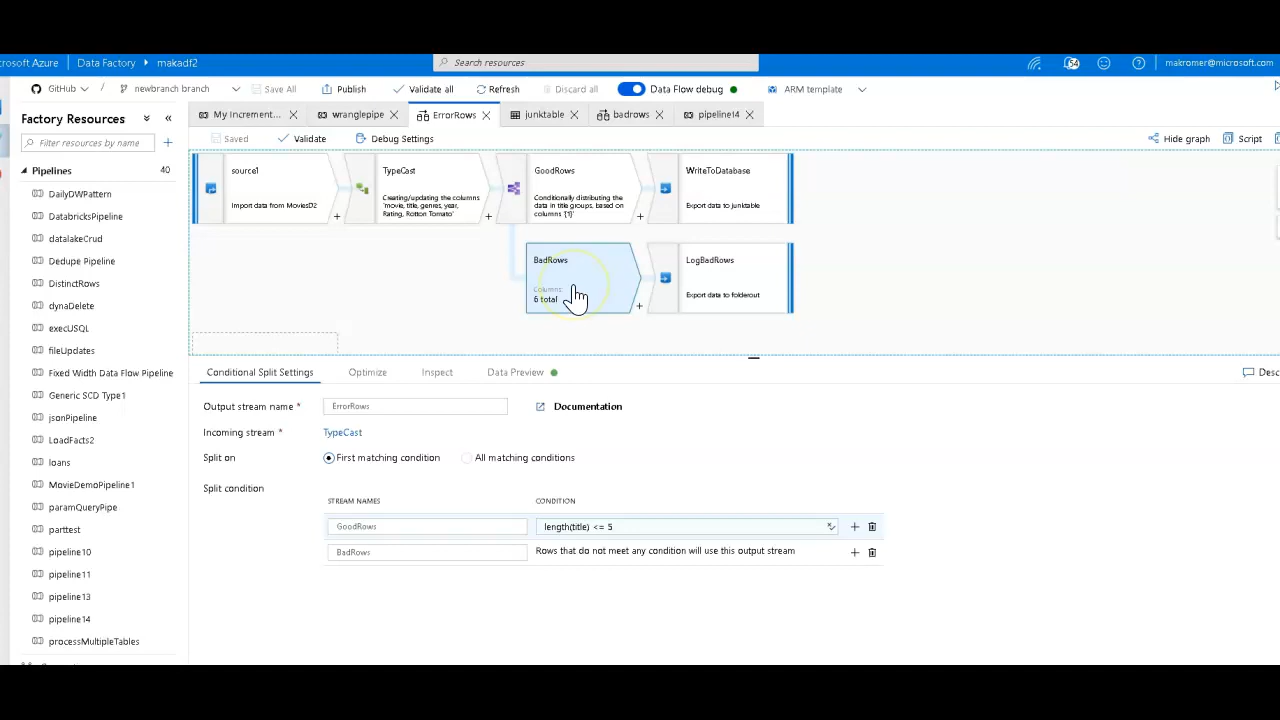 rosoft Azure Data Factory makadf2 Search resources 54 makromer@microsoft.com
GitHub newbranch branch Save All Publish Validate all Refresh Discard all Data Flow debug ARM template
Factory Resources
My Increment... wranglepipe ErrorRows junktable badrows pipeline14
Filter resources by name
Saved Validate Debug Settings Hide graph Script
Pipelines 40
DailyDWPattern
DatabricksPipeline
datalakeCrud
Dedupe Pipeline
DistinctRows
dynaDelete
execUSQL
fileUpdates
Fixed Width Data Flow Pipeline
Generic SCD Type1
jsonPipeline
LoadFacts2
loans
MovieDemoPipeline1
paramQueryPipe
parttest
pipeline10
pipeline11
pipeline13
pipeline14
processMultipleTables
source1
Import data from MoviesD2
TypeCast
Creating/updating the columns
'movie, title, genres, year,
Rating, Rotton Tomato'
GoodRows
Conditionally distributing the
data in title groups. based on
columns '{1}'
WriteToDatabase
Export data to junktable
BadRows
Columns:
6 total
LogBadRows
Export data to folderout
Conditional Split Settings Optimize Inspect Data Preview Desc
Output stream name * ErrorRows Documentation
Incoming stream * TypeCast
Split on First matching condition All matching conditions
Split condition
STREAM NAMES CONDITION
GoodRows length(title) <= 5
BadRows Rows that do not meet any condition will use this output stream